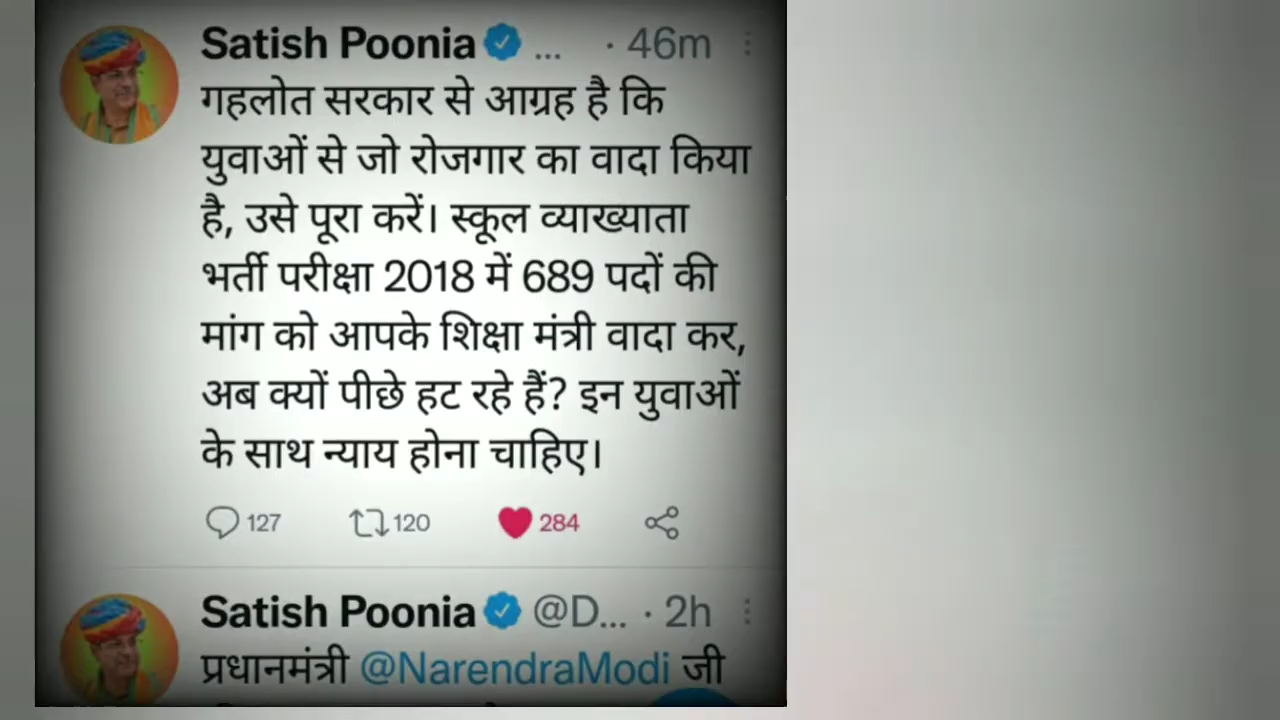 Satish Poonia ... · 46m
गहलोत सरकार से आग्रह है कि
युवाओं से जो रोजगार का वादा किया
है, उसे पूरा करें। स्कूल व्याख्याता
भर्ती परीक्षा 2018 में 689 पदों की
मांग को आपके शिक्षा मंत्री वादा कर,
अब क्यों पीछे हट रहे हैं? इन युवाओं
के साथ न्याय होना चाहिए।
127 120 284
Satish Poonia @D... · 2h
प्रधानमंत्री @NarendraModi जी